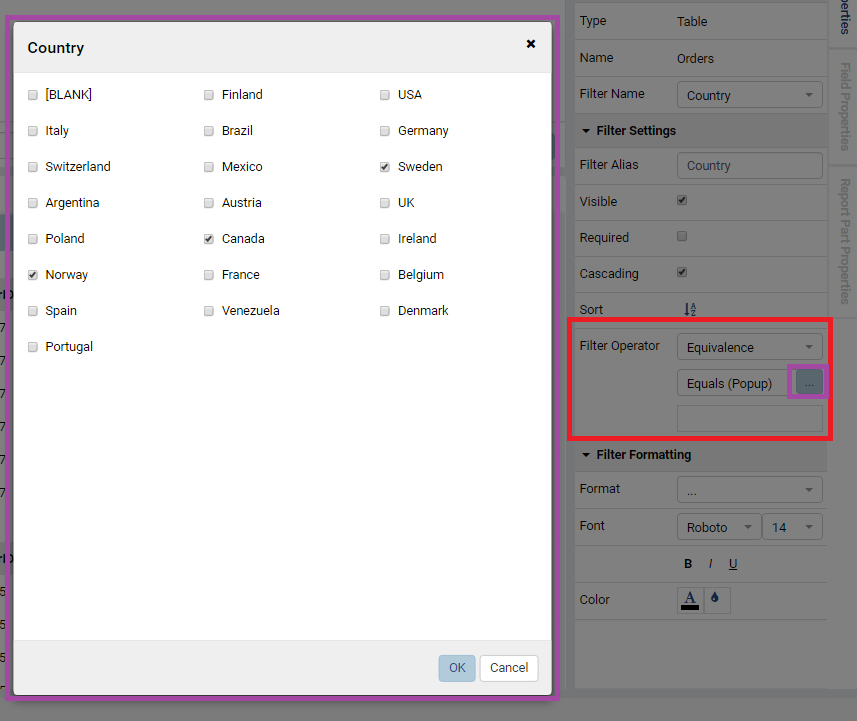 Country
[BLANK] Finland USA
Italy Brazil Germany
Switzerland Mexico Sweden
Argentina Austria UK
Poland Canada Ireland
Norway France Belgium
Spain Venezuela Denmark
Portugal
OK Cancel
Type Table
Name Orders
Filter Name Country
Filter Settings
Filter Alias Country
Visible
Required
Cascading
Sort
Filter Operator Equivalence
Equals (Popup) ...
Filter Formatting
Format ...
Font Roboto 14
B I U
Color A
Field Properties
Report Part Properties